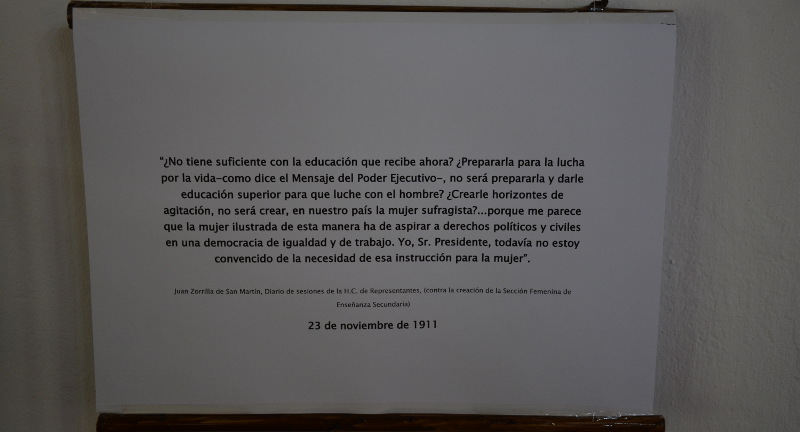 "¿No tiene suficiente con la educación que recibe ahora? ¿Prepararla para la lucha
por la vida-como dice el Mensaje del Poder Ejecutivo-, no será prepararla y darle
educación superior para que luche con el hombre? ¿Crearle horizontes de
agitación, no será crear, en nuestro país la mujer sufragista?...porque me parece
que la mujer ilustrada de esta manera ha de aspirar a derechos políticos y civiles
en una democracia de igualdad y de trabajo. Yo, Sr. Presidente, todavía no estoy
convencido de la necesidad de esa instrucción para la mujer".
Juan Zorrilla de San Martín, Diario de sesiones de la H.C. de Representantes, (contra la creación de la Sección Femenina de
Enseñanza Secundaria)
23 de noviembre de 1911